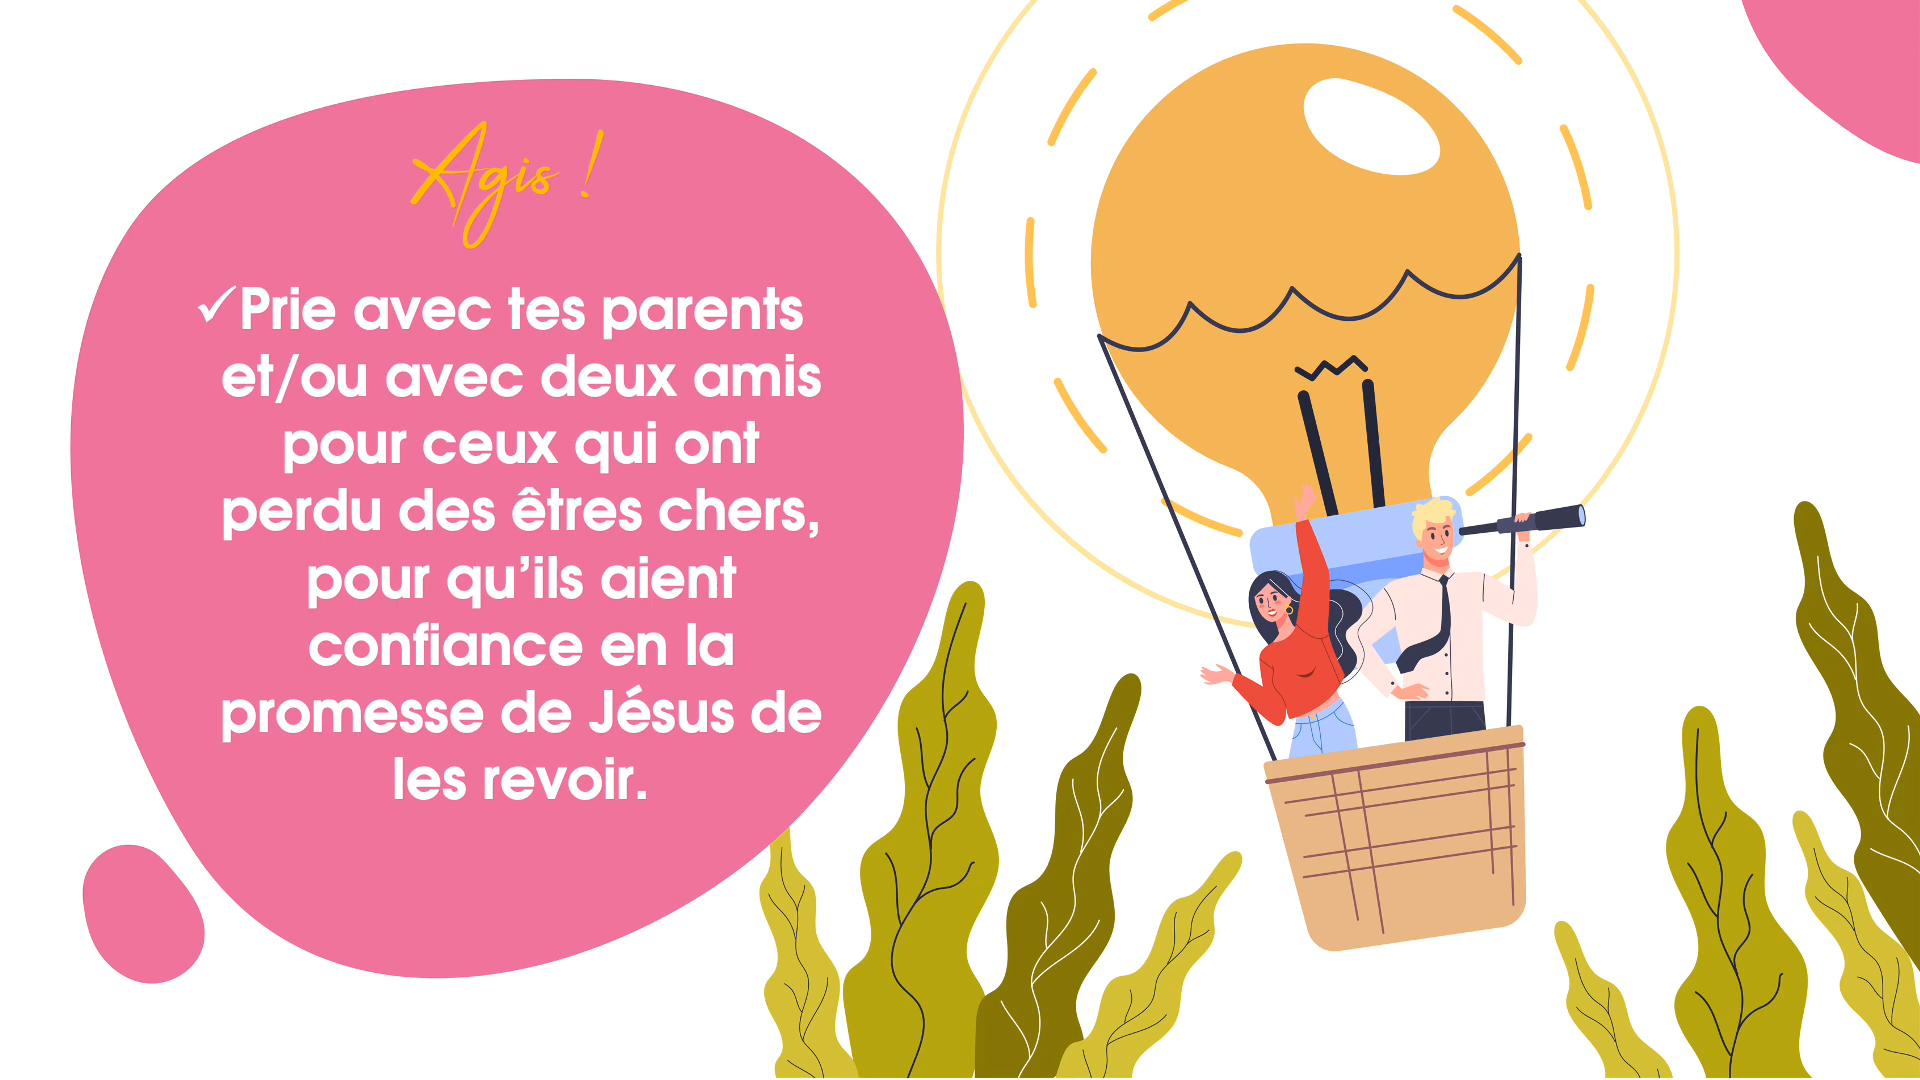 Agis !
✓Prie avec tes parents
et/ou avec deux amis
pour ceux qui ont
perdu des êtres chers,
pour qu’ils aient
confiance en la
promesse de Jésus de
les revoir.